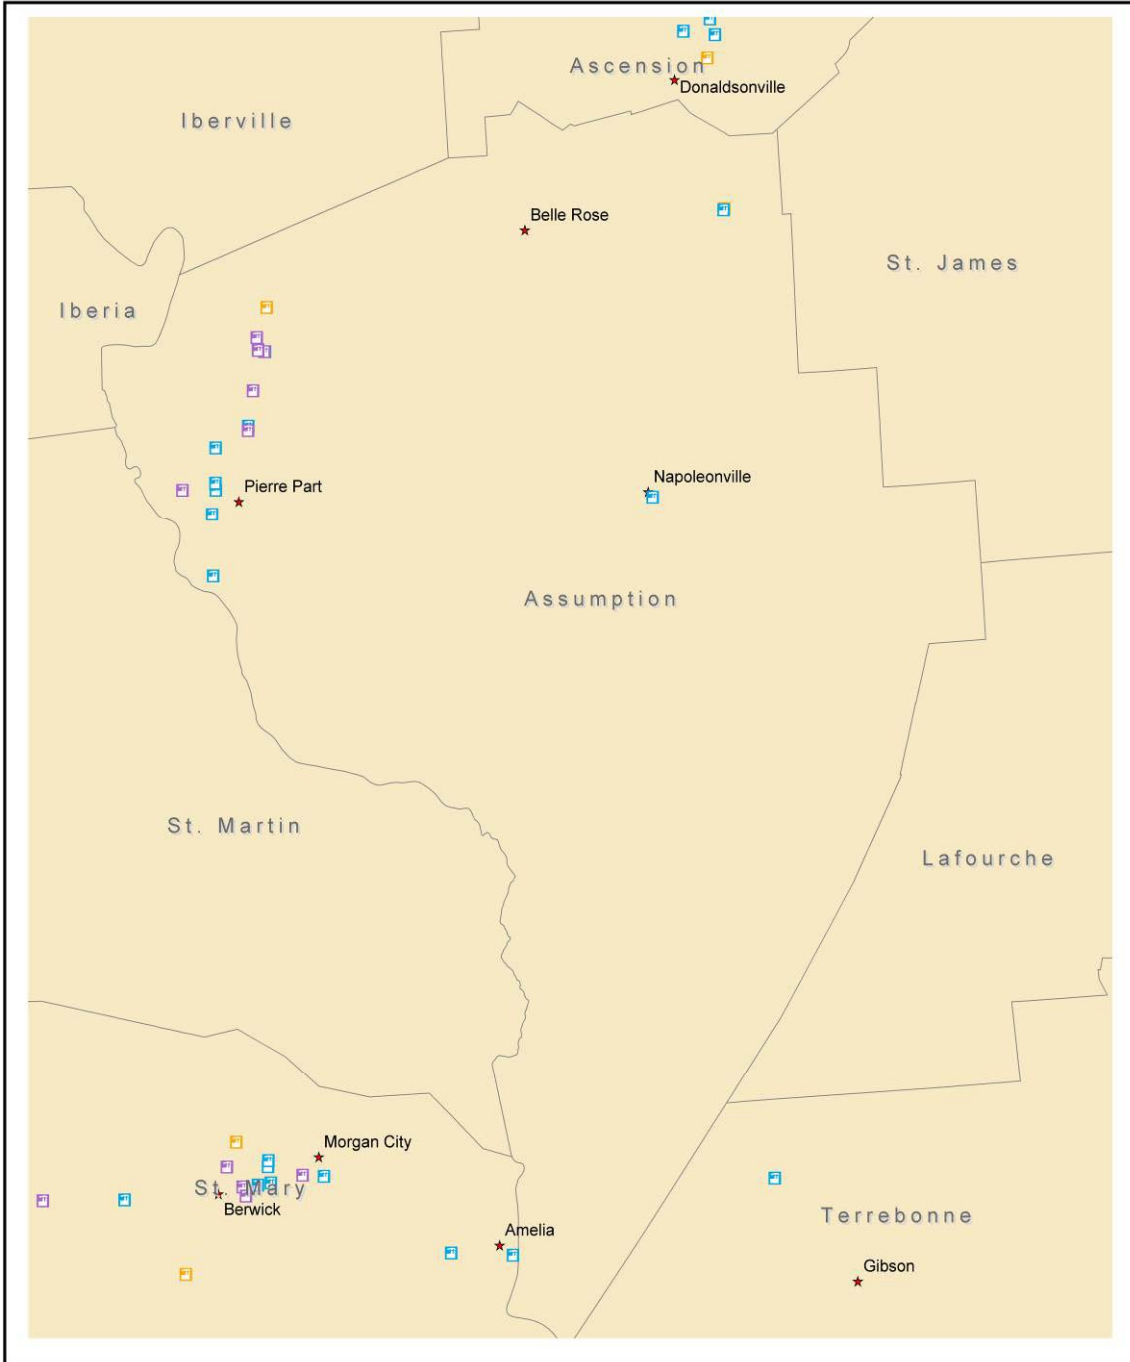 Ascension
Donaldsonville
Iberville
Belle Rose
St. James
Iberia
Napoleonville
Pierre Part
Assumption
St. Martin
Lafourche
Morgan City
St. Mary
Berwick
Terrebonne
Amelia
Gibson